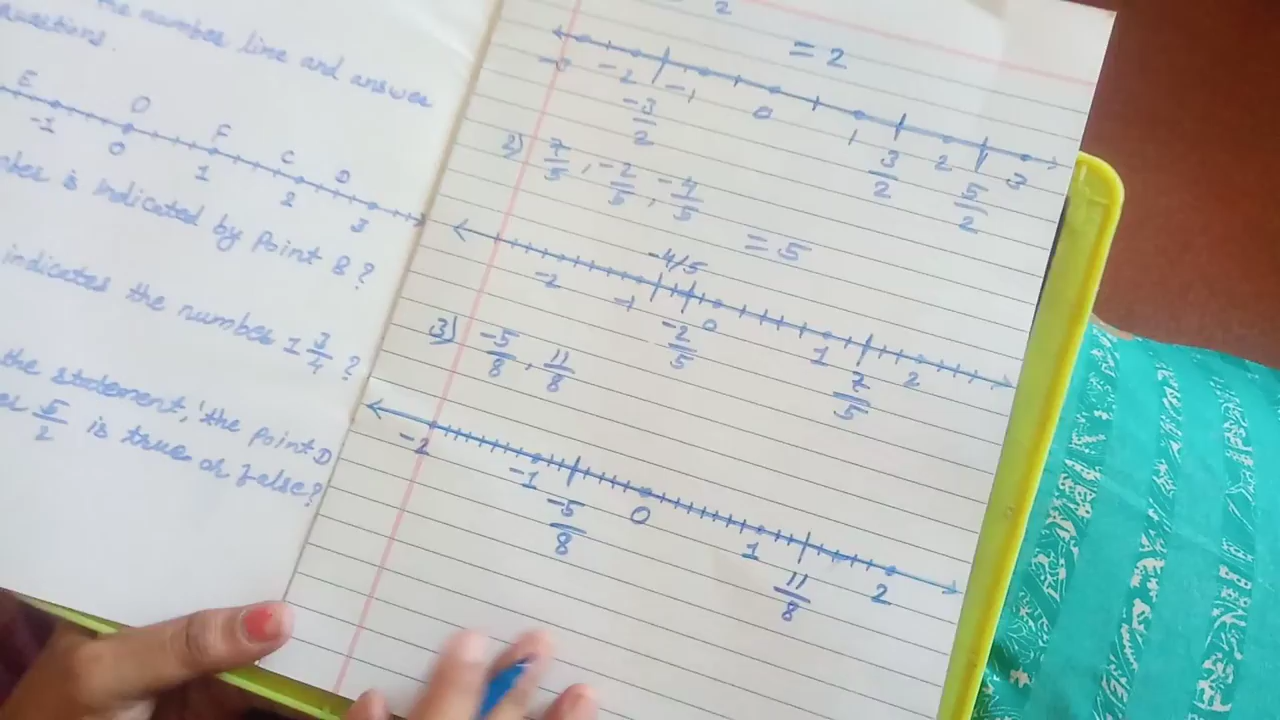 the number line and answer
questions.
E O F C D
-1 0 1 2 3
is indicated by Point B ?
indicates the number 1 3/4 ?
the statement, 'the point D
5/2 is true or false?
2
= 2
-2 -1 0 1 2 3
-3/2 3/2 5/2
2) 7/5, -2/5, -4/5
= 5
-4/5
-2 -1 0 1 2
-2/5 7/5
3) -5/8, 11/8
-2 -1 0 1 2
-5/8 11/8